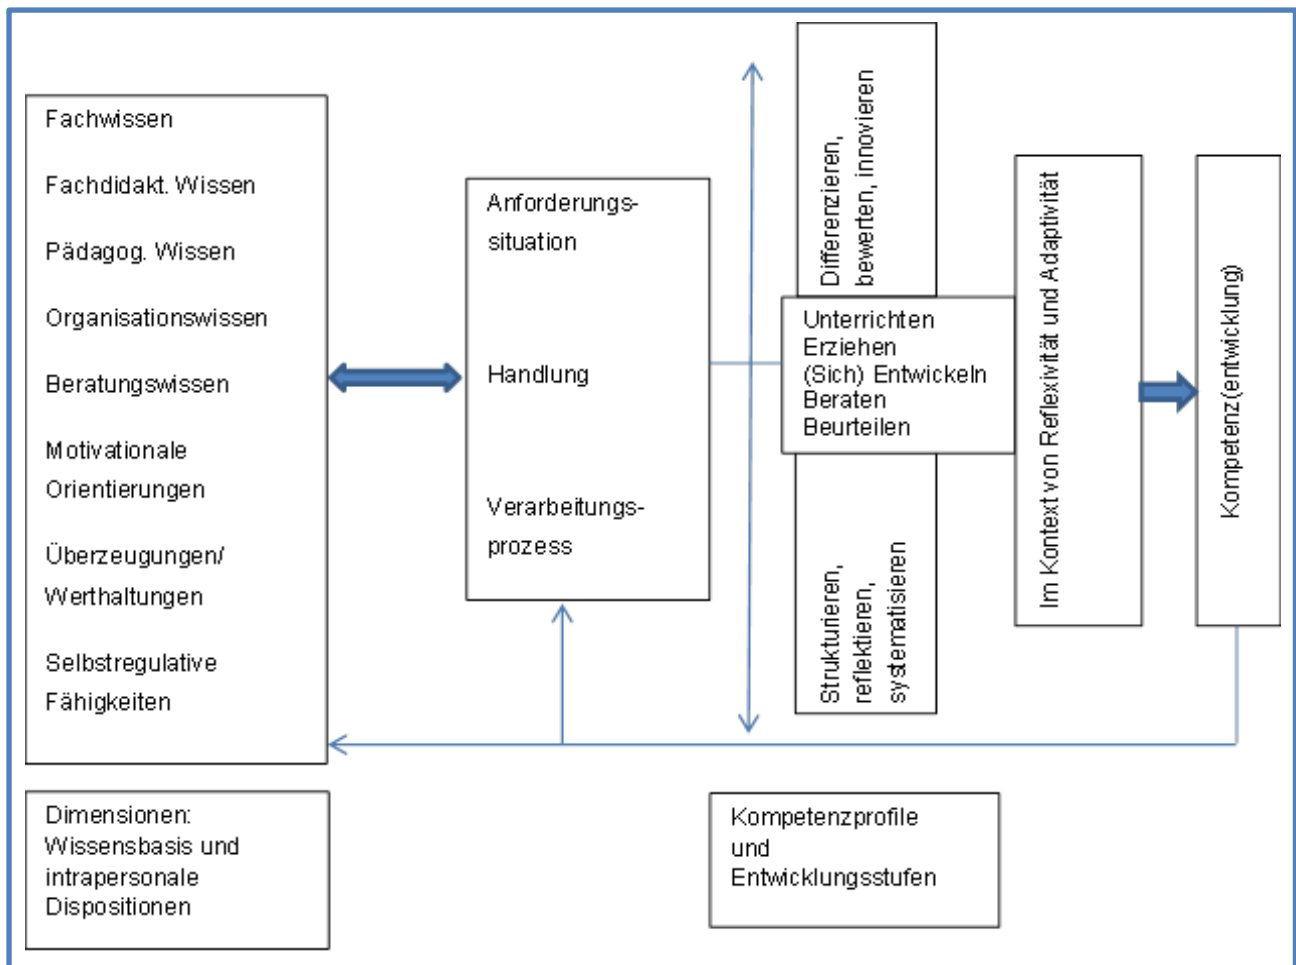 Fachwissen
Fachdidakt. Wissen
Pädagog. Wissen
Organisationswissen
Beratungswissen
Motivationale
Orientierungen
Überzeugungen/
Werthaltungen
Selbstregulative
Fähigkeiten
Anforderungs-
situation
Handlung
Verarbeitungs-
prozess
Differenzieren,
bewerten, innovieren
Unterrichten
Erziehen
(Sich) Entwickeln
Beraten
Beurteilen
Strukturieren,
reflektieren,
systematisieren
Im Kontext von Reflexivität und Adaptivität
Kompetenz(entwicklung)
Dimensionen:
Wissensbasis und
intrapersonale
Dispositionen
Kompetenzprofile
und
Entwicklungsstufen